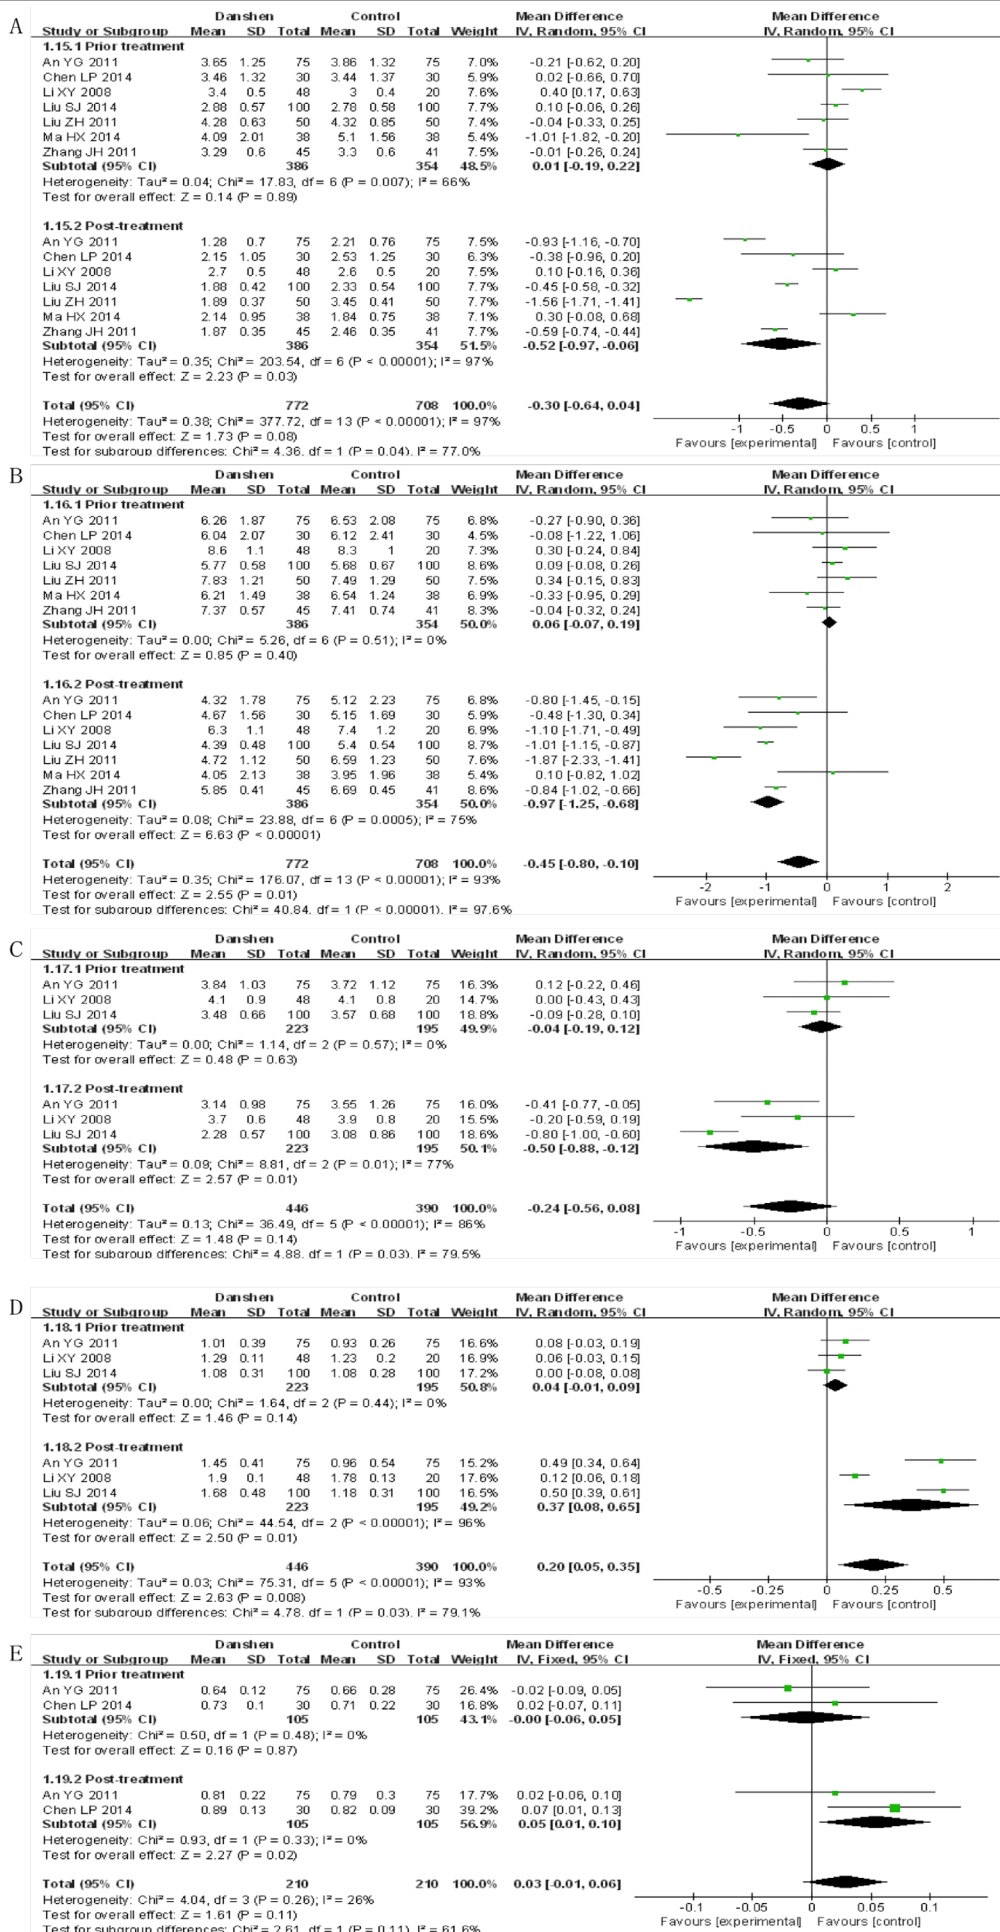 A
Danshen Control Mean Difference Mean Difference
Study or Subgroup Mean SD Total Mean SD Total Weight IV, Random, 95% CI IV, Random, 95% CI
1.15.1 Prior treatment
An YG 2011 3.65 1.25 75 3.86 1.32 75 7.0% -0.21 [-0.62, 0.20]
Chen LP 2014 3.46 1.32 30 3.44 1.37 30 5.9% 0.02 [-0.66, 0.70]
Li XY 2008 3.4 0.5 48 3 0.4 20 7.6% 0.40 [0.17, 0.63]
Liu SJ 2014 2.88 0.57 100 2.78 0.58 100 7.7% 0.10 [-0.06, 0.26]
Liu ZH 2011 4.28 0.63 50 4.32 0.85 50 7.4% -0.04 [-0.33, 0.25]
Ma HX 2014 4.09 2.01 38 5.1 1.56 38 5.4% -1.01 [-1.82, -0.20]
Zhang JH 2011 3.29 0.6 45 3.3 0.6 41 7.5% -0.01 [-0.26, 0.24]
Subtotal (95% CI) 386 354 48.5% 0.01 [-0.19, 0.22]
Heterogeneity: Tau² = 0.04; Chi² = 17.83, df = 6 (P = 0.007); I² = 66%
Test for overall effect: Z = 0.14 (P = 0.89)
1.15.2 Post-treatment
An YG 2011 1.28 0.7 75 2.21 0.76 75 7.5% -0.93 [-1.16, -0.70]
Chen LP 2014 2.15 1.05 30 2.53 1.25 30 6.3% -0.38 [-0.96, 0.20]
Li XY 2008 2.7 0.5 48 2.6 0.5 20 7.5% 0.10 [-0.16, 0.36]
Liu SJ 2014 1.88 0.42 100 2.33 0.54 100 7.7% -0.45 [-0.58, -0.32]
Liu ZH 2011 1.89 0.37 50 3.45 0.41 50 7.7% -1.56 [-1.71, -1.41]
Ma HX 2014 2.14 0.95 38 1.84 0.75 38 7.1% 0.30 [-0.08, 0.68]
Zhang JH 2011 1.87 0.35 45 2.46 0.35 41 7.7% -0.59 [-0.74, -0.44]
Subtotal (95% CI) 386 354 51.5% -0.52 [-0.97, -0.06]
Heterogeneity: Tau² = 0.35; Chi² = 203.54, df = 6 (P < 0.00001); I² = 97%
Test for overall effect: Z = 2.23 (P = 0.03)
Total (95% CI) 772 708 100.0% -0.30 [-0.64, 0.04]
Heterogeneity: Tau² = 0.38; Chi² = 377.72, df = 13 (P < 0.00001); I² = 97%
Test for overall effect: Z = 1.73 (P = 0.08)
Test for subgroup differences: Chi² = 4.36, df = 1 (P = 0.04), I² = 77.0%
-1 -0.5 0 0.5 1
Favours [experimental] Favours [control]
B
Danshen Control Mean Difference Mean Difference
Study or Subgroup Mean SD Total Mean SD Total Weight IV, Random, 95% CI IV, Random, 95% CI
1.16.1 Prior treatment
An YG 2011 6.26 1.87 75 6.53 2.08 75 6.8% -0.27 [-0.90, 0.36]
Chen LP 2014 6.04 2.07 30 6.12 2.41 30 4.5% -0.08 [-1.22, 1.06]
Li XY 2008 8.6 1.1 48 8.3 1 20 7.3% 0.30 [-0.24, 0.84]
Liu SJ 2014 5.77 0.58 100 5.68 0.67 100 8.6% 0.09 [-0.08, 0.26]
Liu ZH 2011 7.83 1.21 50 7.49 1.29 50 7.5% 0.34 [-0.15, 0.83]
Ma HX 2014 6.21 1.49 38 6.54 1.24 38 6.9% -0.33 [-0.95, 0.29]
Zhang JH 2011 7.37 0.57 45 7.41 0.74 41 8.3% -0.04 [-0.32, 0.24]
Subtotal (95% CI) 386 354 50.0% 0.06 [-0.07, 0.19]
Heterogeneity: Tau² = 0.00; Chi² = 5.26, df = 6 (P = 0.51); I² = 0%
Test for overall effect: Z = 0.85 (P = 0.40)
1.16.2 Post-treatment
An YG 2011 4.32 1.78 75 5.12 2.23 75 6.8% -0.80 [-1.45, -0.15]
Chen LP 2014 4.67 1.56 30 5.15 1.69 30 5.9% -0.48 [-1.30, 0.34]
Li XY 2008 6.3 1.1 48 7.4 1.2 20 6.9% -1.10 [-1.71, -0.49]
Liu SJ 2014 4.39 0.48 100 5.4 0.54 100 8.7% -1.01 [-1.15, -0.87]
Liu ZH 2011 4.72 1.12 50 6.59 1.23 50 7.7% -1.87 [-2.33, -1.41]
Ma HX 2014 4.05 2.13 38 3.95 1.96 38 5.4% 0.10 [-0.82, 1.02]
Zhang JH 2011 5.85 0.41 45 6.69 0.45 41 8.6% -0.84 [-1.02, -0.66]
Subtotal (95% CI) 386 354 50.0% -0.97 [-1.25, -0.68]
Heterogeneity: Tau² = 0.08; Chi² = 23.88, df = 6 (P = 0.0005); I² = 75%
Test for overall effect: Z = 6.63 (P < 0.00001)
Total (95% CI) 772 708 100.0% -0.45 [-0.80, -0.10]
Heterogeneity: Tau² = 0.35; Chi² = 176.07, df = 13 (P < 0.00001); I² = 93%
Test for overall effect: Z = 2.55 (P = 0.01)
Test for subgroup differences: Chi² = 40.84, df = 1 (P < 0.00001), I² = 97.6%
-2 -1 0 1 2
Favours [experimental] Favours [control]
C
Danshen Control Mean Difference Mean Difference
Study or Subgroup Mean SD Total Mean SD Total Weight IV, Random, 95% CI IV, Random, 95% CI
1.17.1 Prior treatment
An YG 2011 3.84 1.03 75 3.72 1.12 75 16.3% 0.12 [-0.22, 0.46]
Li XY 2008 4.1 0.9 48 4.1 0.8 20 14.7% 0.00 [-0.43, 0.43]
Liu SJ 2014 3.48 0.66 100 3.57 0.68 100 18.8% -0.09 [-0.28, 0.10]
Subtotal (95% CI) 223 195 49.9% -0.04 [-0.19, 0.12]
Heterogeneity: Tau² = 0.00; Chi² = 1.14, df = 2 (P = 0.57); I² = 0%
Test for overall effect: Z = 0.48 (P = 0.63)
1.17.2 Post-treatment
An YG 2011 3.14 0.98 75 3.55 1.26 75 16.0% -0.41 [-0.77, -0.05]
Li XY 2008 3.7 0.6 48 3.9 0.8 20 15.5% -0.20 [-0.59, 0.19]
Liu SJ 2014 2.28 0.57 100 3.08 0.86 100 18.6% -0.80 [-1.00, -0.60]
Subtotal (95% CI) 223 195 50.1% -0.50 [-0.88, -0.12]
Heterogeneity: Tau² = 0.09; Chi² = 8.81, df = 2 (P = 0.01); I² = 77%
Test for overall effect: Z = 2.57 (P = 0.01)
Total (95% CI) 446 390 100.0% -0.24 [-0.56, 0.08]
Heterogeneity: Tau² = 0.13; Chi² = 36.49, df = 5 (P < 0.00001); I² = 86%
Test for overall effect: Z = 1.48 (P = 0.14)
Test for subgroup differences: Chi² = 4.88, df = 1 (P = 0.03), I² = 79.5%
-1 -0.5 0 0.5 1
Favours [experimental] Favours [control]
D
Danshen Control Mean Difference Mean Difference
Study or Subgroup Mean SD Total Mean SD Total Weight IV, Random, 95% CI IV, Random, 95% CI
1.18.1 Prior treatment
An YG 2011 1.01 0.39 75 0.93 0.26 75 16.6% 0.08 [-0.03, 0.19]
Li XY 2008 1.29 0.11 48 1.23 0.2 20 16.9% 0.06 [-0.03, 0.15]
Liu SJ 2014 1.08 0.31 100 1.08 0.28 100 17.2% 0.00 [-0.08, 0.08]
Subtotal (95% CI) 223 195 50.8% 0.04 [-0.01, 0.09]
Heterogeneity: Tau² = 0.00; Chi² = 1.64, df = 2 (P = 0.44); I² = 0%
Test for overall effect: Z = 1.46 (P = 0.14)
1.18.2 Post-treatment
An YG 2011 1.45 0.41 75 0.96 0.54 75 15.2% 0.49 [0.34, 0.64]
Li XY 2008 1.9 0.1 48 1.78 0.13 20 17.6% 0.12 [0.06, 0.18]
Liu SJ 2014 1.68 0.48 100 1.18 0.31 100 16.5% 0.50 [0.39, 0.61]
Subtotal (95% CI) 223 195 49.2% 0.37 [0.08, 0.65]
Heterogeneity: Tau² = 0.06; Chi² = 44.54, df = 2 (P < 0.00001); I² = 96%
Test for overall effect: Z = 2.50 (P = 0.01)
Total (95% CI) 446 390 100.0% 0.20 [0.05, 0.35]
Heterogeneity: Tau² = 0.03; Chi² = 75.31, df = 5 (P < 0.00001); I² = 93%
Test for overall effect: Z = 2.63 (P = 0.008)
Test for subgroup differences: Chi² = 4.78, df = 1 (P = 0.03), I² = 79.1%
-0.5 -0.25 0 0.25 0.5
Favours [experimental] Favours [control]
E
Danshen Control Mean Difference Mean Difference
Study or Subgroup Mean SD Total Mean SD Total Weight IV, Fixed, 95% CI IV, Fixed, 95% CI
1.19.1 Prior treatment
An YG 2011 0.64 0.12 75 0.66 0.28 75 26.4% -0.02 [-0.09, 0.05]
Chen LP 2014 0.73 0.1 30 0.71 0.22 30 16.8% 0.02 [-0.07, 0.11]
Subtotal (95% CI) 105 105 43.1% -0.00 [-0.06, 0.05]
Heterogeneity: Chi² = 0.50, df = 1 (P = 0.48); I² = 0%
Test for overall effect: Z = 0.16 (P = 0.87)
1.19.2 Post-treatment
An YG 2011 0.81 0.22 75 0.79 0.3 75 17.7% 0.02 [-0.06, 0.10]
Chen LP 2014 0.89 0.13 30 0.82 0.09 30 39.2% 0.07 [0.01, 0.13]
Subtotal (95% CI) 105 105 56.9% 0.05 [0.01, 0.10]
Heterogeneity: Chi² = 0.93, df = 1 (P = 0.33); I² = 0%
Test for overall effect: Z = 2.27 (P = 0.02)
Total (95% CI) 210 210 100.0% 0.03 [-0.01, 0.06]
Heterogeneity: Chi² = 4.04, df = 3 (P = 0.26); I² = 26%
Test for overall effect: Z = 1.61 (P = 0.11)
Test for subgroup differences: Chi² = 2.61, df = 1 (P = 0.11), I² = 61.6%
-0.1 -0.05 0 0.05 0.1
Favours [experimental] Favours [control]